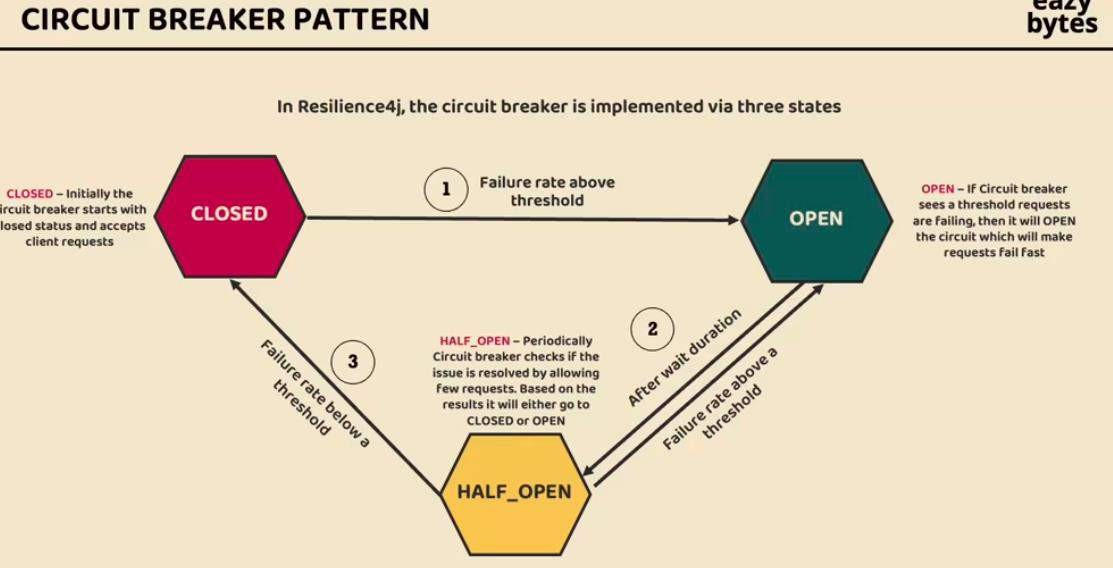 CIRCUIT BREAKER PATTERN
eazy
bytes
In Resilience4j, the circuit breaker is implemented via three states
CLOSED – Initially the
ircuit breaker starts with
losed status and accepts
client requests
CLOSED
1
Failure rate above
threshold
OPEN
OPEN – If Circuit breaker
sees a threshold requests
are failing, then it will OPEN
the circuit which will make
requests fail fast
2
After wait duration
Failure rate above a
threshold
3
Failure rate below a
threshold
HALF_OPEN – Periodically
Circuit breaker checks if the
issue is resolved by allowing
few requests. Based on the
results it will either go to
CLOSED or OPEN
HALF_OPEN